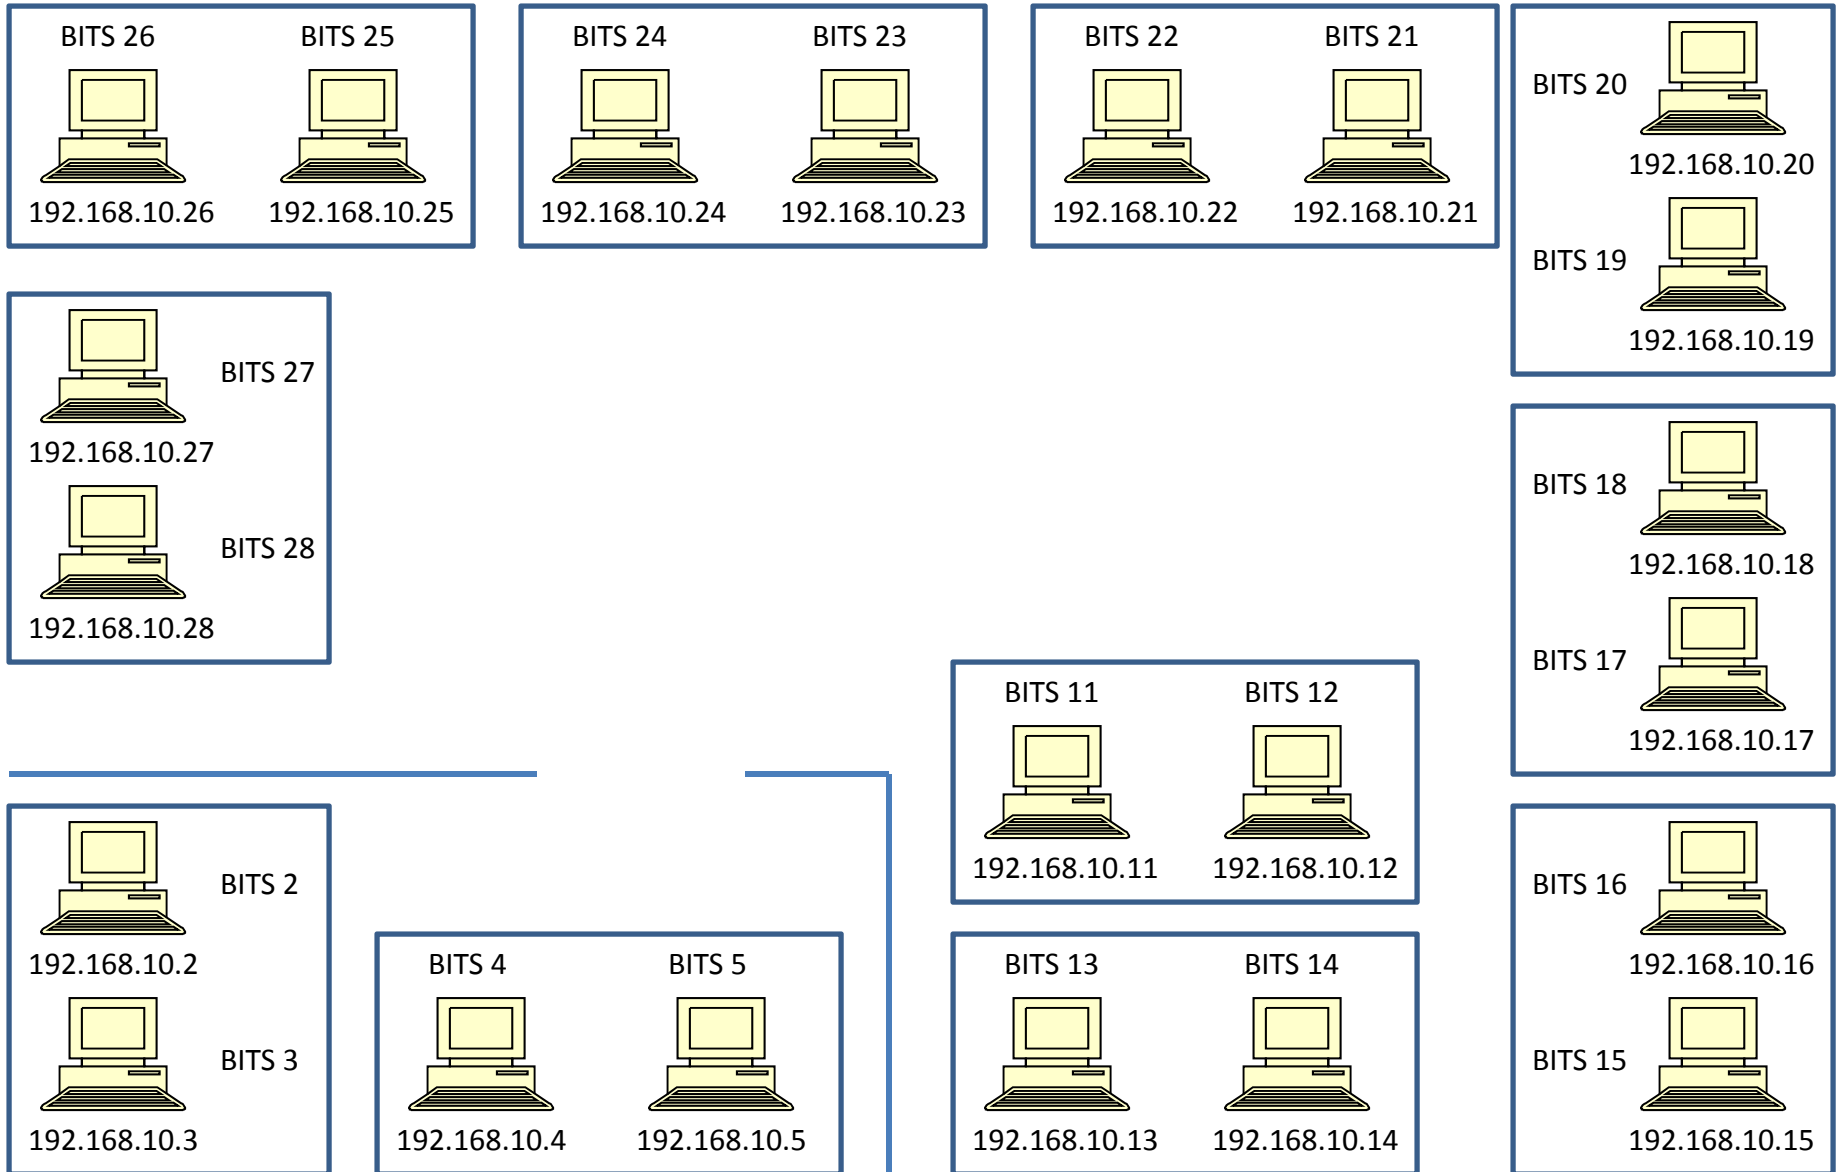 BITS 26
BITS 25
192.168.10.26
192.168.10.25
BITS 24
BITS 23
192.168.10.24
192.168.10.23
BITS 22
BITS 21
192.168.10.22
192.168.10.21
BITS 20
192.168.10.20
BITS 19
192.168.10.19
BITS 27
192.168.10.27
BITS 28
192.168.10.28
BITS 18
192.168.10.18
BITS 17
192.168.10.17
BITS 11
BITS 12
192.168.10.11
192.168.10.12
BITS 2
192.168.10.2
BITS 3
192.168.10.3
BITS 4
BITS 5
192.168.10.4
192.168.10.5
BITS 13
BITS 14
192.168.10.13
192.168.10.14
BITS 16
192.168.10.16
BITS 15
192.168.10.15